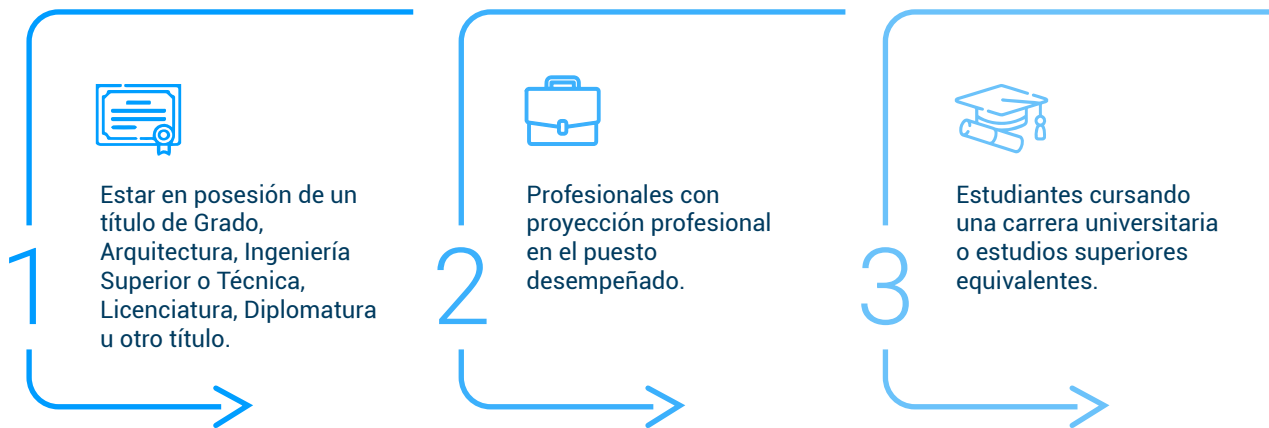 1
Estar en posesión de un
título de Grado,
Arquitectura, Ingeniería
Superior o Técnica,
Licenciatura, Diplomatura
u otro título.
2
Profesionales con
proyección profesional
en el puesto
desempeñado.
3
Estudiantes cursando
una carrera universitaria
o estudios superiores
equivalentes.